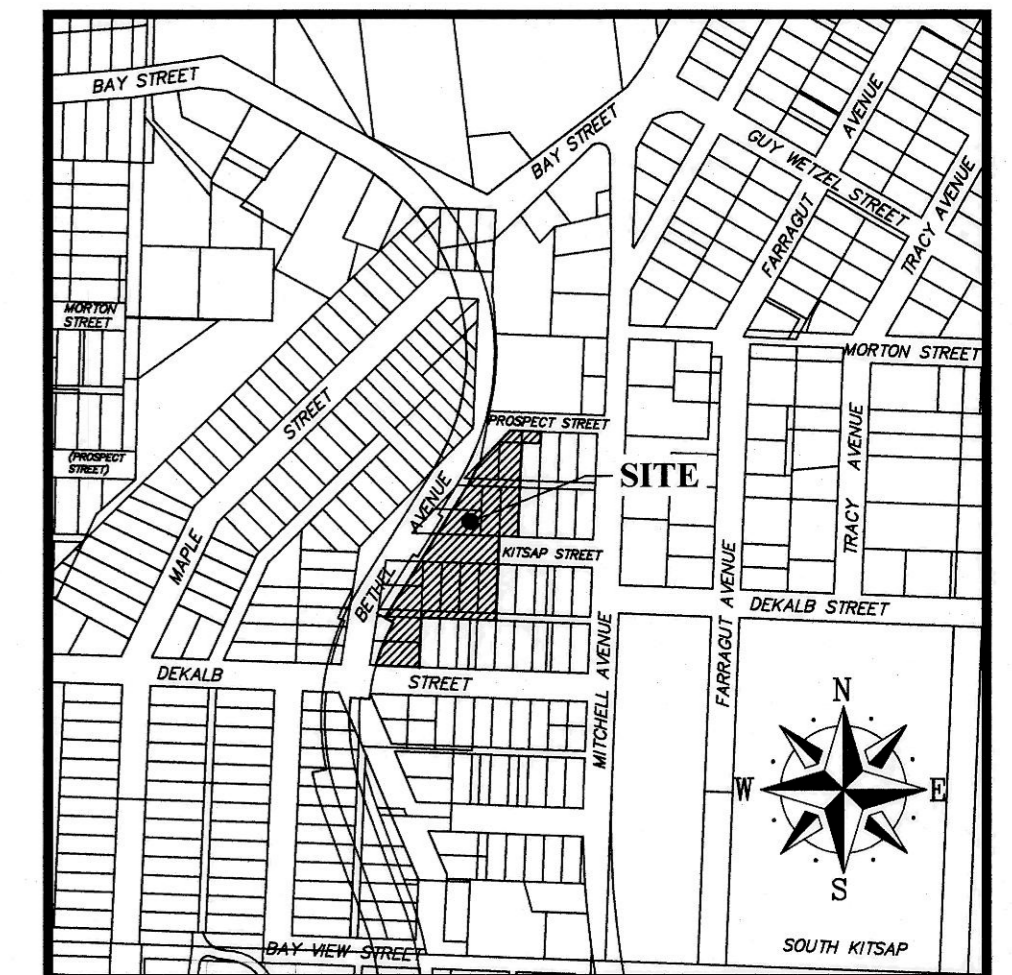 BAY STREET
BAY STREET
GUY WETZEL STREET
FARRAGUT AVENUE
TRACY AVENUE
MORTON
STREET
MORTON STREET
MAPLE STREET
PROSPECT STREET
(PROSPECT
STREET)
SITE
BETHEL AVENUE
KITSAP STREET
TRACY AVENUE
FARRAGUT AVENUE
DEKALB STREET
MITCHELL AVENUE
DEKALB STREET
N
W
E
S
BAY VIEW STREET
SOUTH KITSAP